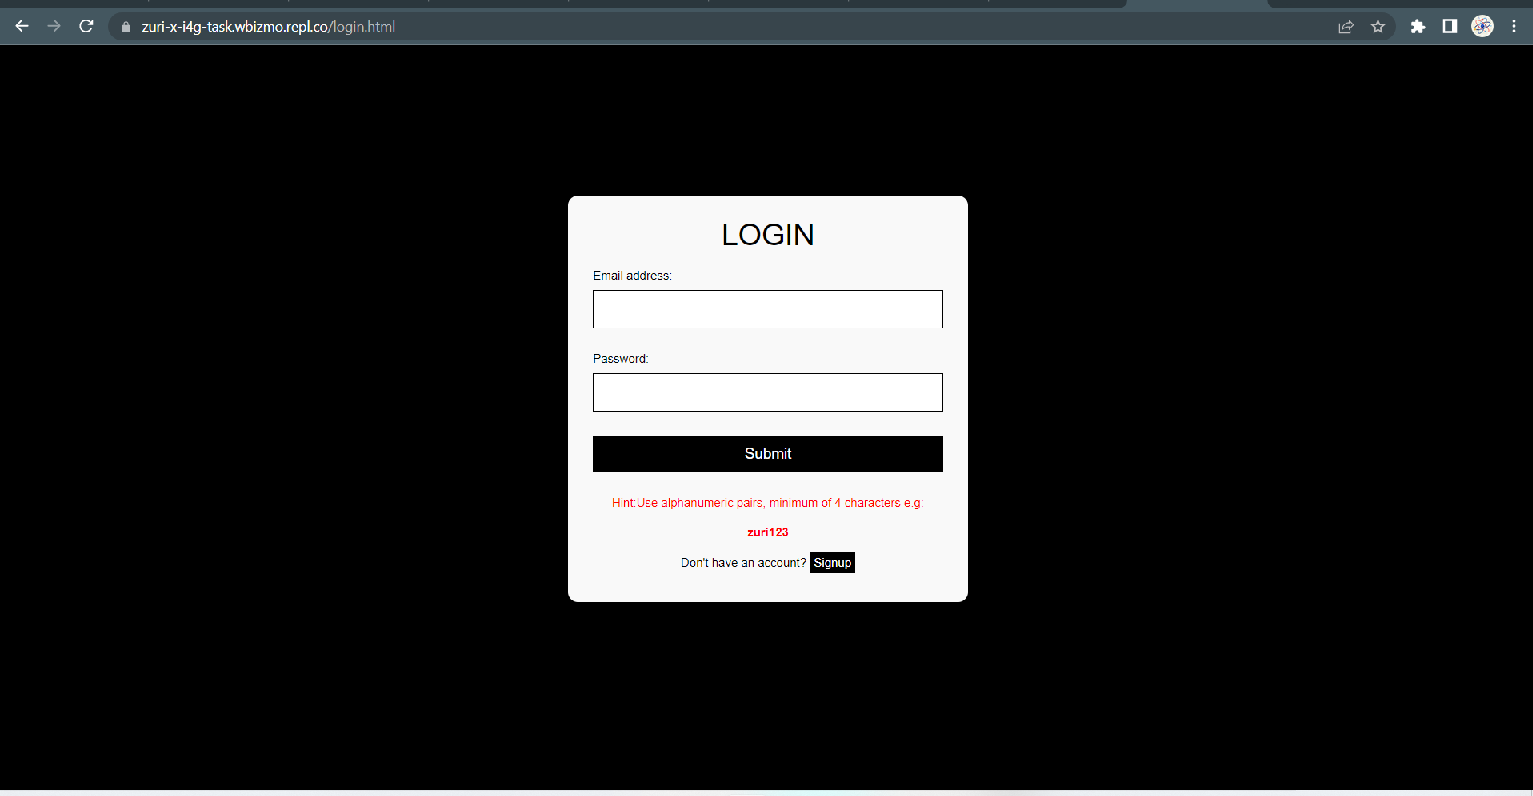 zuri-x-i4g-task.wbizmo.repl.co/login.html
LOGIN
Email address:
Password:
Submit
Hint:Use alphanumeric pairs, minimum of 4 characters e.g:
zuri123
Don't have an account? Signup